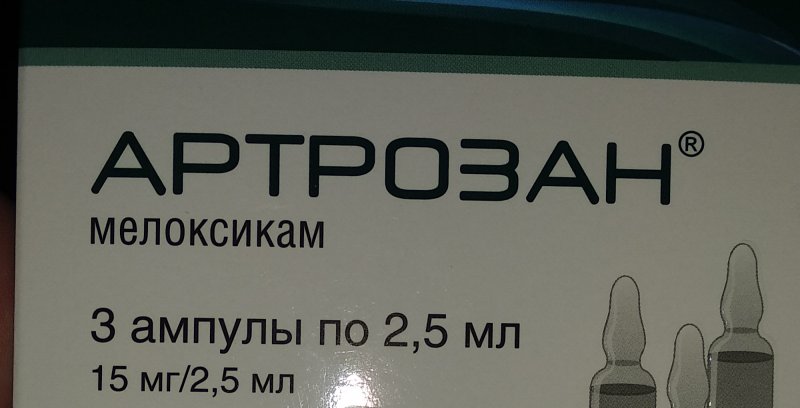 АРТРОЗАН®
мелоксикам
3 ампулы по 2,5 мл
15 мг/2,5 мл